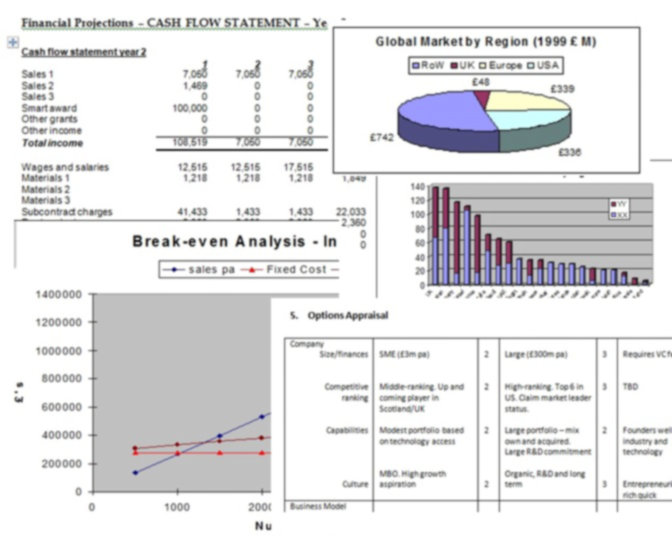 Financial Projections – CASH FLOW STATEMENT – Ye
Cash flow statement year 2
1 2 3
Sales 1 7,050 7,050 7,050
Sales 2 1,469 0 0
Sales 3 0 0 0
Smart award 100,000 0 0
Other grants 0 0 0
Other income 0 0 0
Total income 108,519 7,050 7,050
Wages and salaries 12,515 12,515 17,515
Materials 1 1,218 1,218 1,218 1,849
Materials 2
Materials 3
Subcontract charges 41,433 1,433 1,433 22,033
2,360
0
0
Global Market by Region (1999 £ M)
RoW UK Europe USA
£48
£339
£742
£336
140
120
100
80
60
40
20
0
YY
XX
Break-even Analysis - In
sales pa Fixed Cost
1400000
1200000
1000000
800000
600000
400000
200000
0
£'s
0 1000 2000
Nu
5. Options Appraisal
Company
Size/finances SME (£3m pa) 2 Large (£300m pa) 3 Requires VC f
Competitive Middle-ranking. Up and 2 High-ranking. Top 6 in 3 TBD
ranking coming player in US. Claim market leader
Scotland/UK status.
Capabilities Modest portfolio based 2 Large portfolio – mix 2 Founders well
on technology access own and acquired. industry and
Large R&D commitment technology
MBO. High growth Organic, R&D and long
Culture aspiration 2 term 3 Entrepreneuri
rich quick
Business Model